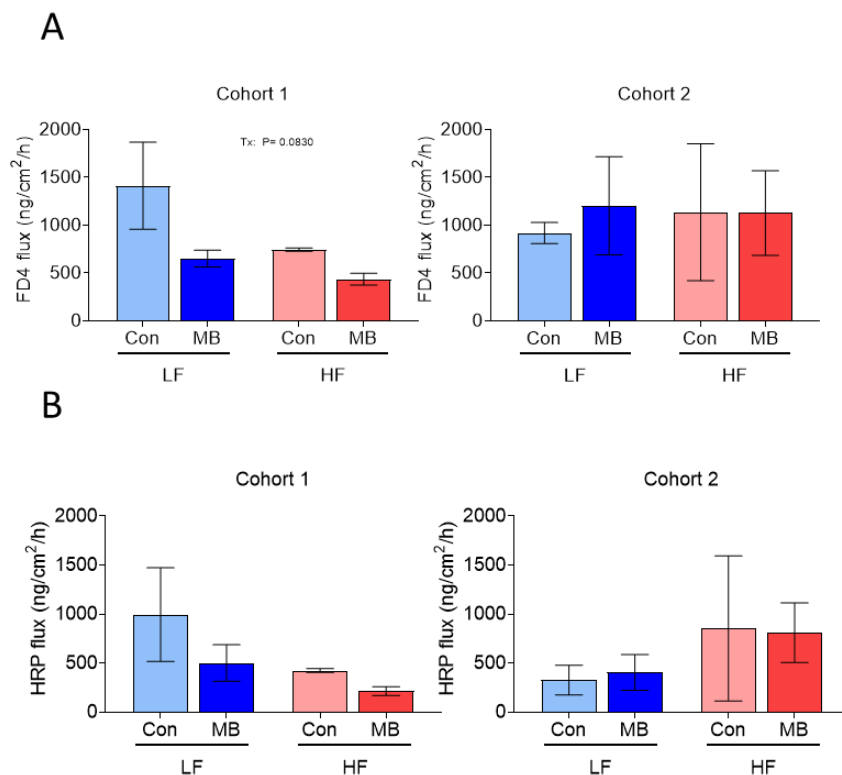 A
Cohort 1
Tx: P= 0.0830
FD4 flux (ng/cm²/h)
2000
1500
1000
500
0
Con MB Con MB
LF HF
Cohort 2
FD4 flux (ng/cm²/h)
2000
1500
1000
500
0
Con MB Con MB
LF HF
B
Cohort 1
HRP flux (ng/cm²/h)
2000
1500
1000
500
0
Con MB Con MB
LF HF
Cohort 2
HRP flux (ng/cm²/h)
2000
1500
1000
500
0
Con MB Con MB
LF HF